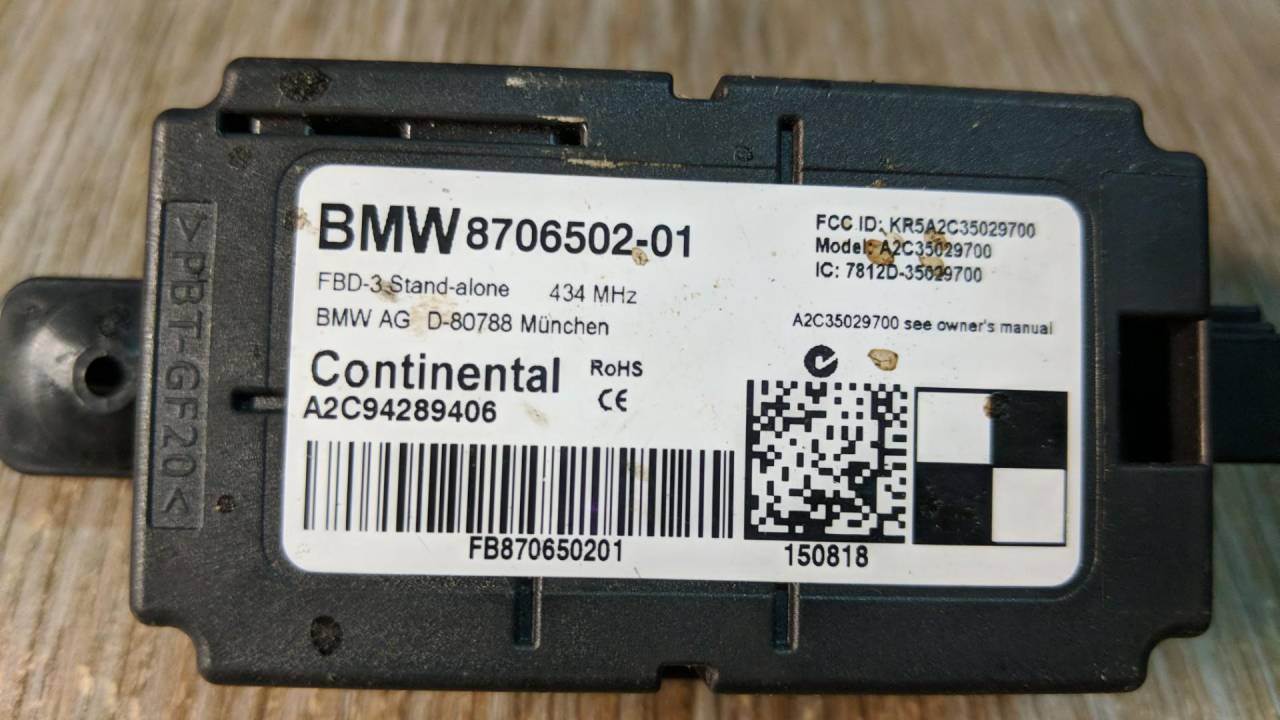 BMW 8706502-01
FBD-3 Stand-alone 434 MHz
BMW AG D-80788 München
Continental
A2C94289406
RoHS
CE
FB870650201
FCC ID: KR5A2C35029700
Model: A2C35029700
IC: 7812D-35029700
A2C35029700 see owner's manual
150818
>PBT-GF20<